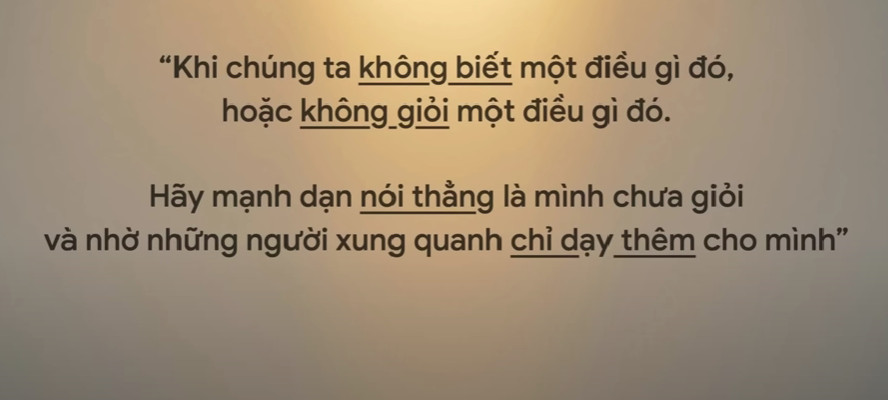 “Khi chúng ta không biết một điều gì đó,
hoặc không giỏi một điều gì đó.
Hãy mạnh dạn nói thẳng là mình chưa giỏi
và nhờ những người xung quanh chỉ dạy thêm cho mình”